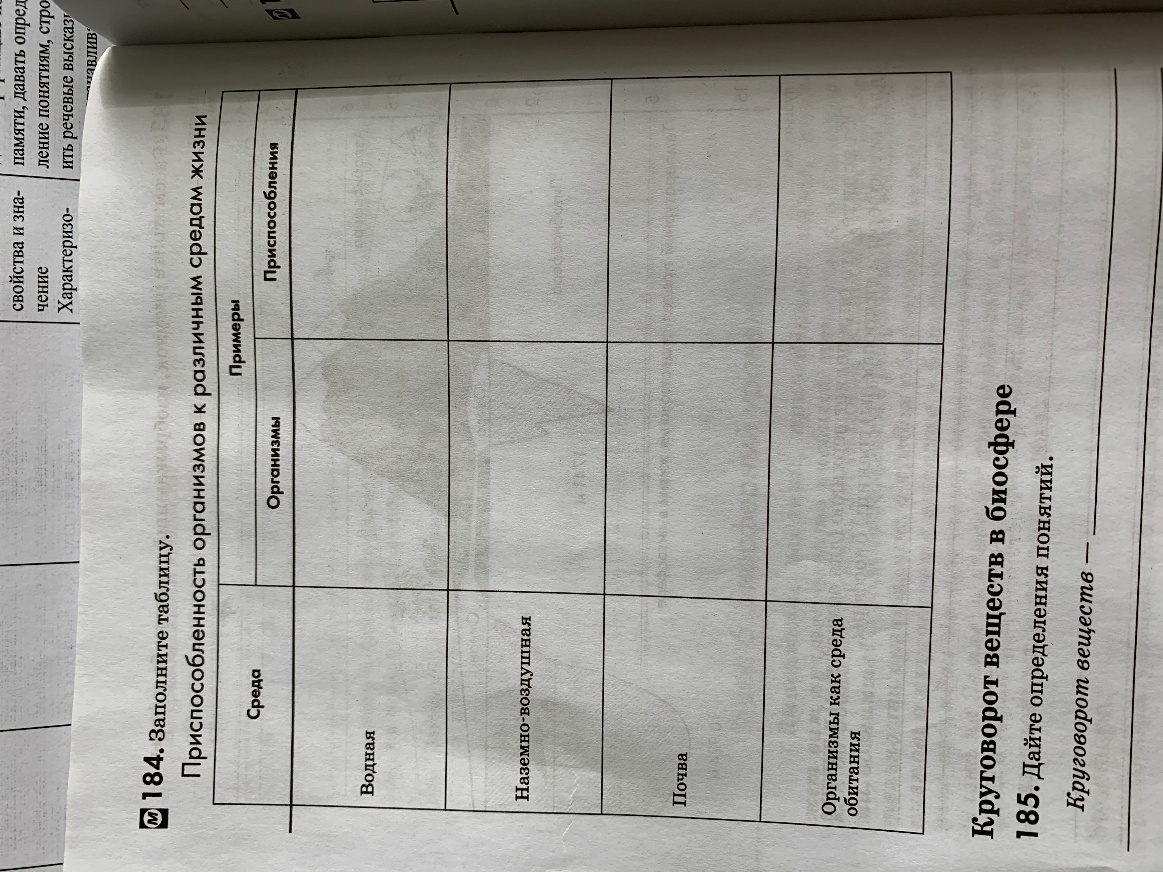 свойства и зна-
чение
Характеризо-
памяти, давать опред
ление понятиям, стро
ить речевые высказ
М 184. Заполните таблицу.
Приспособленность организмов к различным средам жизни
Среда
Примеры
Организмы
Приспособления
Водная
Наземно-воздушная
Почва
Организмы как среда
обитания
Круговорот веществ в биосфере
185. Дайте определения понятий.
Круговорот веществ —